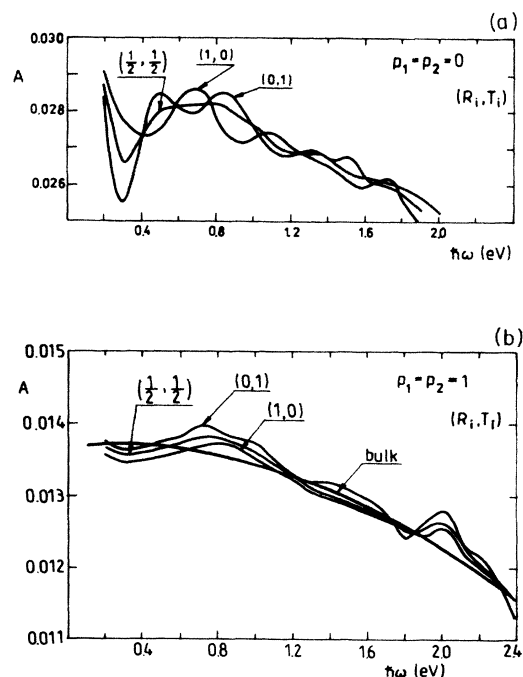 (a)
0.030
A
(1/2, 1/2)
(1,0)
(0,1)
p₁=p₂=0
(Rᵢ,Tᵢ)
0.028
0.026
0.4 0.8 1.2 1.6 2.0
ħω (eV)
(b)
0.015
A
(1/2, 1/2)
(0,1)
(1,0)
p₁=p₂=1
(Rᵢ,Tᵢ)
0.014
bulk
0.013
0.012
0.011
0.4 0.8 1.2 1.6 2.0 2.4
ħω (eV)